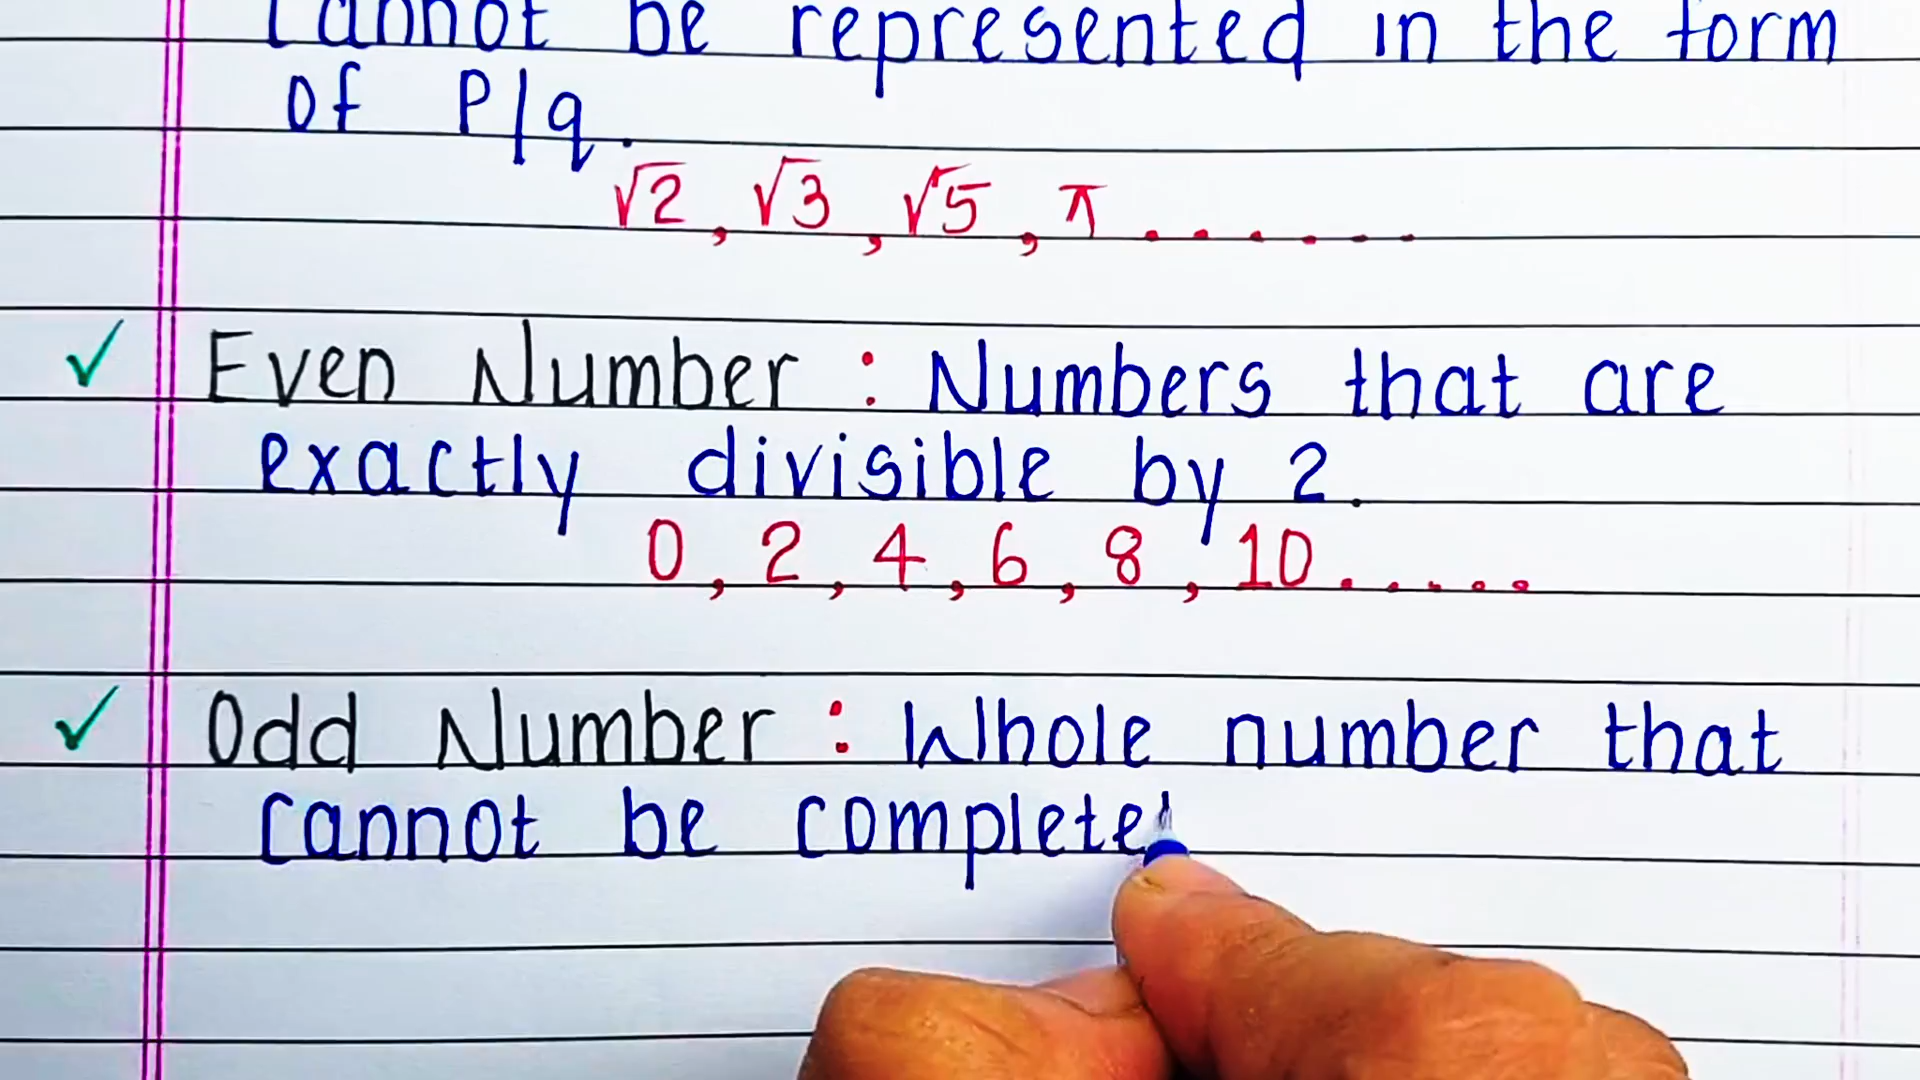 cannot be represented in the form
of P/q.
√2, √3, √5, π.......
✓ Even Number : Numbers that are
exactly divisible by 2.
0, 2, 4, 6, 8, 10.....
✓ Odd Number : Whole number that
cannot be complete